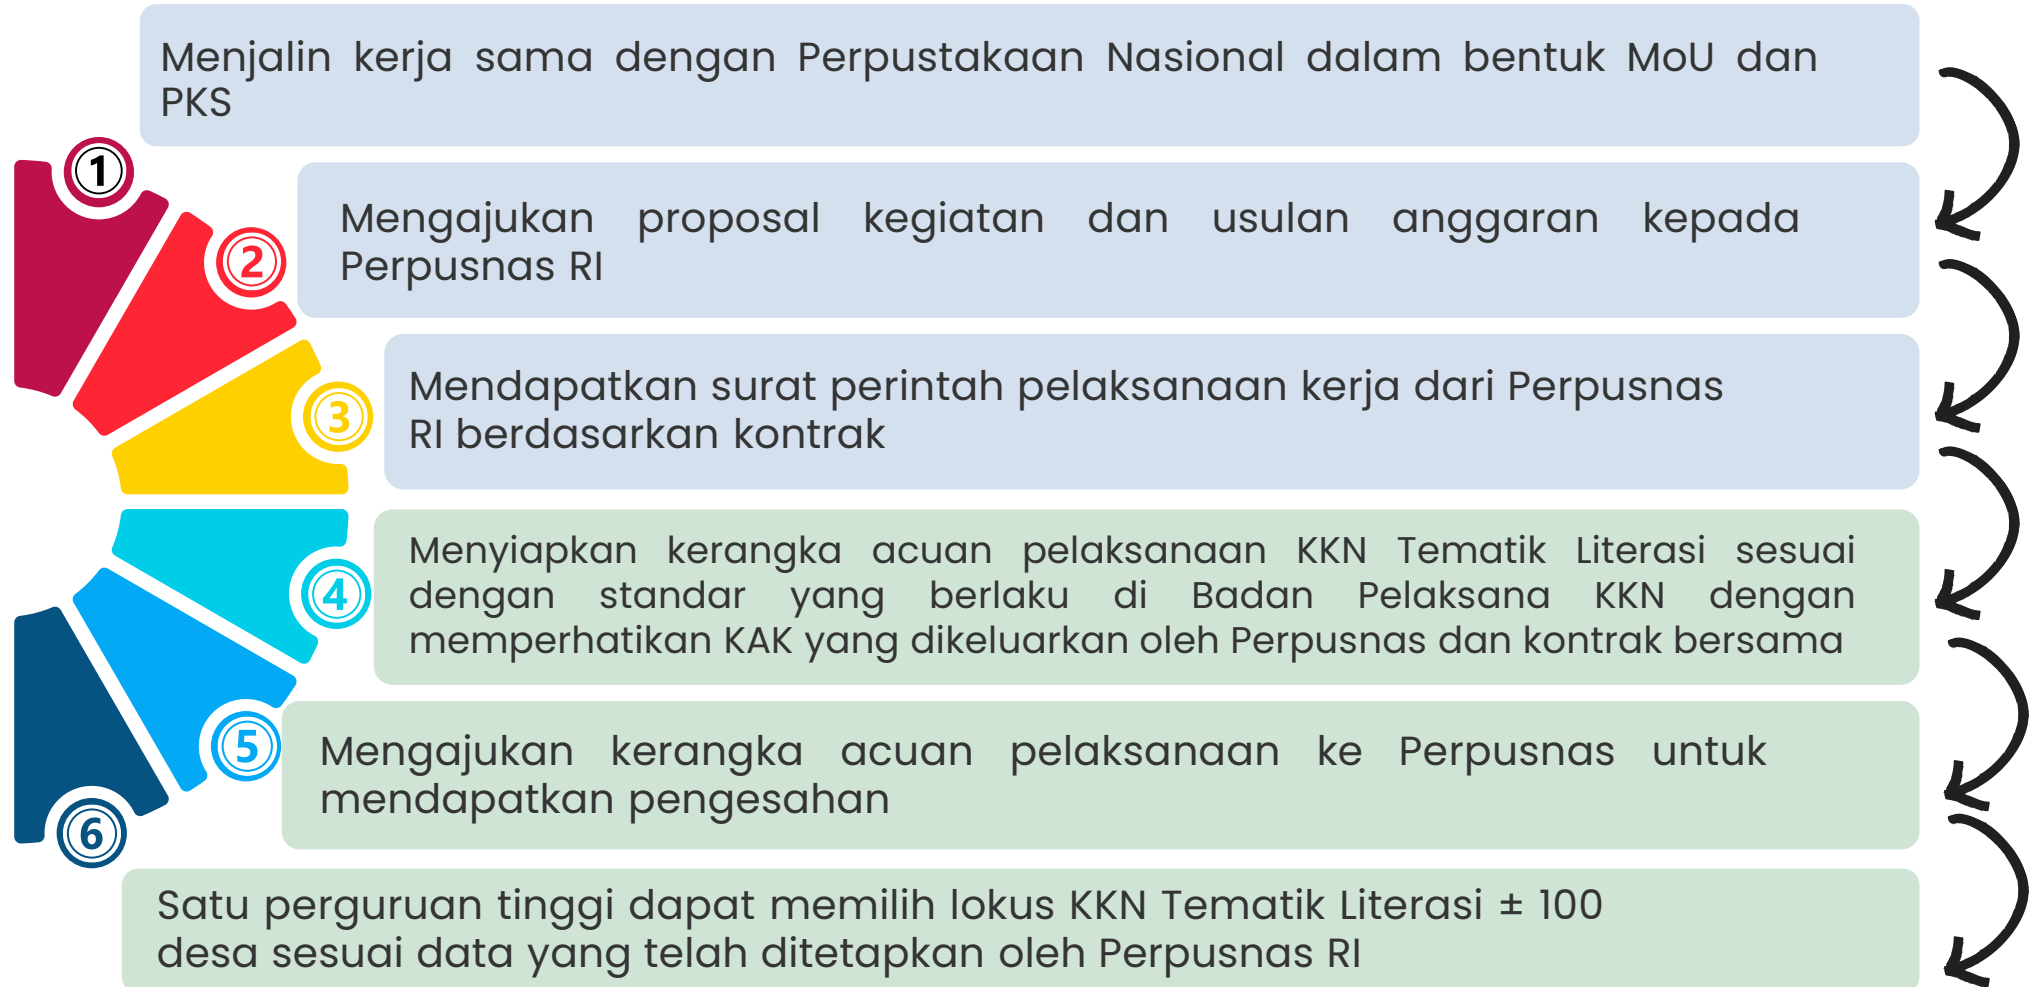 Menjalin kerja sama dengan Perpustakaan Nasional dalam bentuk MoU dan
PKS
1
Mengajukan proposal kegiatan dan usulan anggaran kepada
Perpusnas RI
2
Mendapatkan surat perintah pelaksanaan kerja dari Perpusnas
RI berdasarkan kontrak
3
Menyiapkan kerangka acuan pelaksanaan KKN Tematik Literasi sesuai
dengan standar yang berlaku di Badan Pelaksana KKN dengan
memperhatikan KAK yang dikeluarkan oleh Perpusnas dan kontrak bersama
4
Mengajukan kerangka acuan pelaksanaan ke Perpusnas untuk
mendapatkan pengesahan
5
6
Satu perguruan tinggi dapat memilih lokus KKN Tematik Literasi ± 100
desa sesuai data yang telah ditetapkan oleh Perpusnas RI